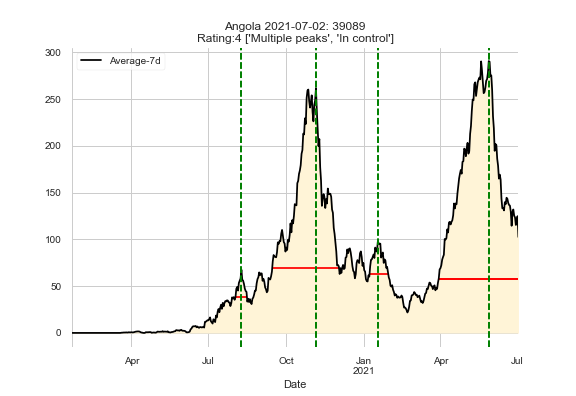 Angola 2021-07-02: 39089
Rating:4 ['Multiple peaks', 'In control']
300
Average-7d
250
200
150
100
50
0
Apr
Jul
Oct
Jan
2021
Apr
Jul
Date